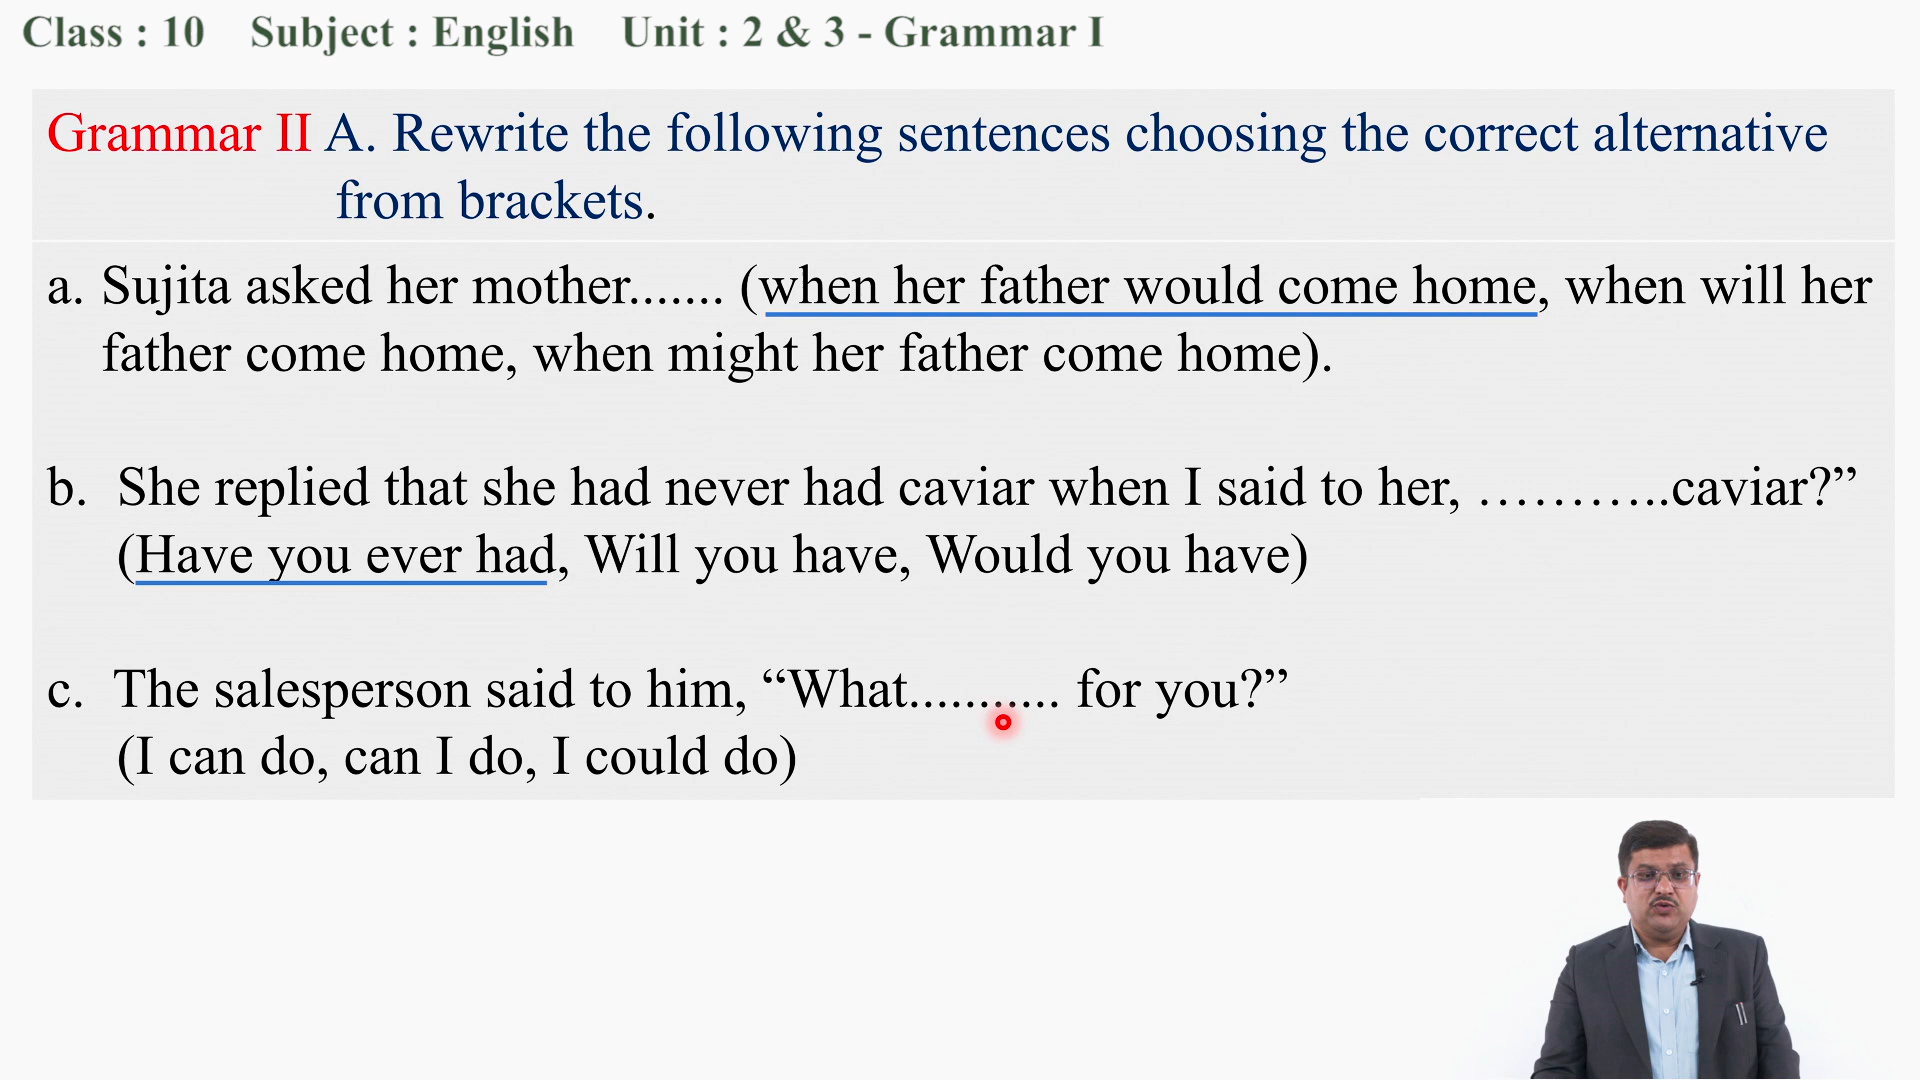 Class : 10 Subject : English Unit : 2 & 3 - Grammar I
Grammar II A. Rewrite the following sentences choosing the correct alternative
from brackets.
a. Sujita asked her mother....... (when her father would come home, when will her
father come home, when might her father come home).
b. She replied that she had never had caviar when I said to her, ………..caviar?”
(Have you ever had, Will you have, Would you have)
c. The salesperson said to him, “What........... for you?”
(I can do, can I do, I could do)